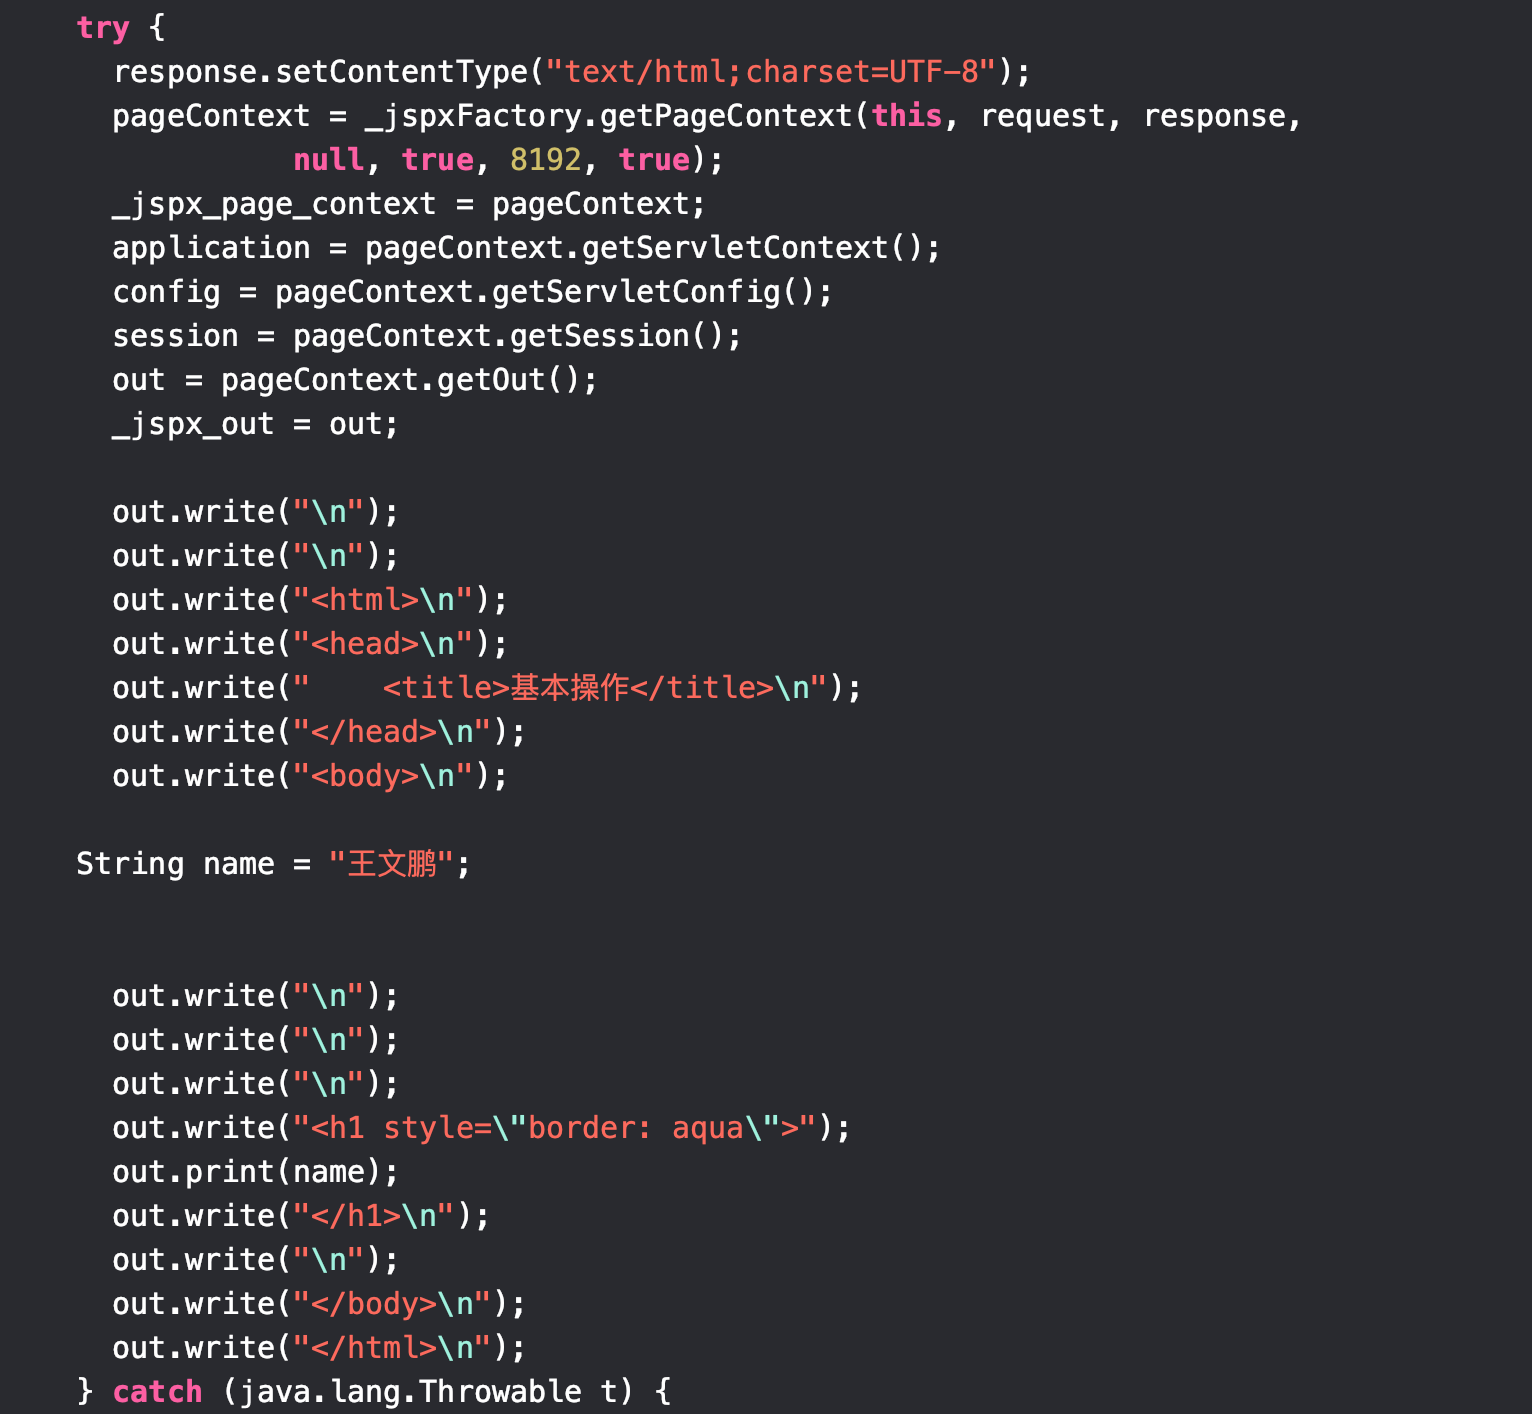 try {
response.setContentType("text/html;charset=UTF-8");
pageContext = _jspxFactory.getPageContext(this, request, response,
null, true, 8192, true);
_jspx_page_context = pageContext;
application = pageContext.getServletContext();
config = pageContext.getServletConfig();
session = pageContext.getSession();
out = pageContext.getOut();
_jspx_out = out;
out.write("\n");
out.write("\n");
out.write("<html>\n");
out.write("<head>\n");
out.write("    <title>基本操作</title>\n");
out.write("</head>\n");
out.write("<body>\n");
String name = "王文鹏";
out.write("\n");
out.write("\n");
out.write("\n");
out.write("<h1 style=\"border: aqua\">");
out.print(name);
out.write("</h1>\n");
out.write("\n");
out.write("</body>\n");
out.write("</html>\n");
} catch (java.lang.Throwable t) {